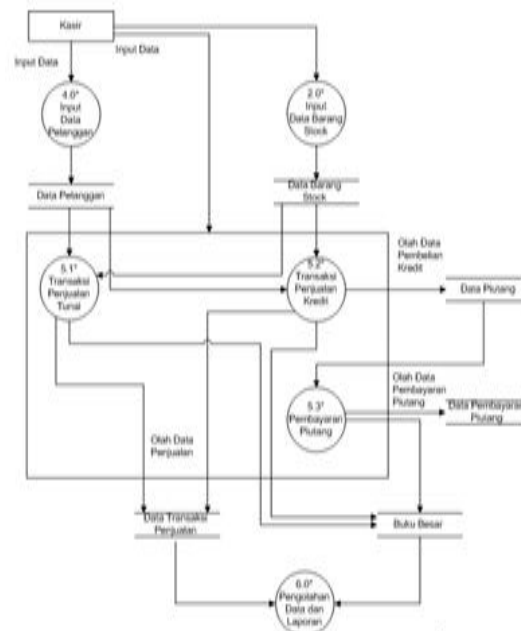 Kasir
Input Data
Input Data
4.0*
Input
Data
Pelanggan
2.0*
Input
Data Barang
Stock
Data Pelanggan
Data Barang
Stock
5.1*
Transaksi
Penjualan
Tunai
5.2*
Transaksi
Penjualan
Kredit
Olah Data
Pembelian
Kredit
Data Piutang
5.3*
Pembayaran
Piutang
Olah Data
Pembayaran
Piutang
Data Pembayaran
Piutang
Olah Data
Penjualan
Data Transaksi
Penjualan
Buku Besar
6.0*
Pengolahan
Data dan
Laporan